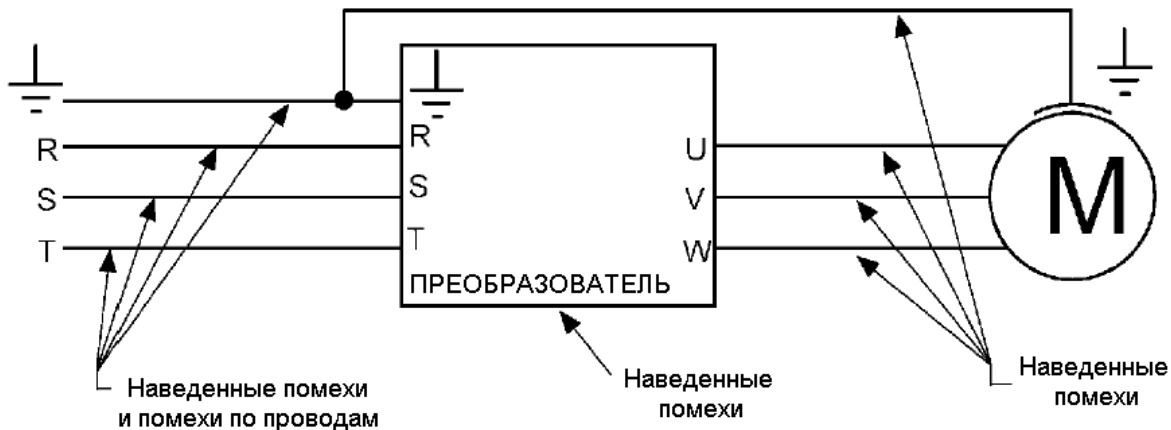 R
S
T
R
S
T
U
V
W
M
ПРЕОБРАЗОВАТЕЛЬ
Наведенные помехи
и помехи по проводам
Наведенные
помехи
Наведенные
помехи